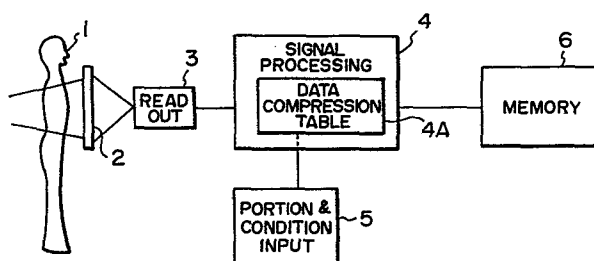 1
2
3
READ
OUT
4
SIGNAL
PROCESSING
DATA
COMPRESSION
TABLE
4A
5
PORTION &
CONDITION
INPUT
6
MEMORY